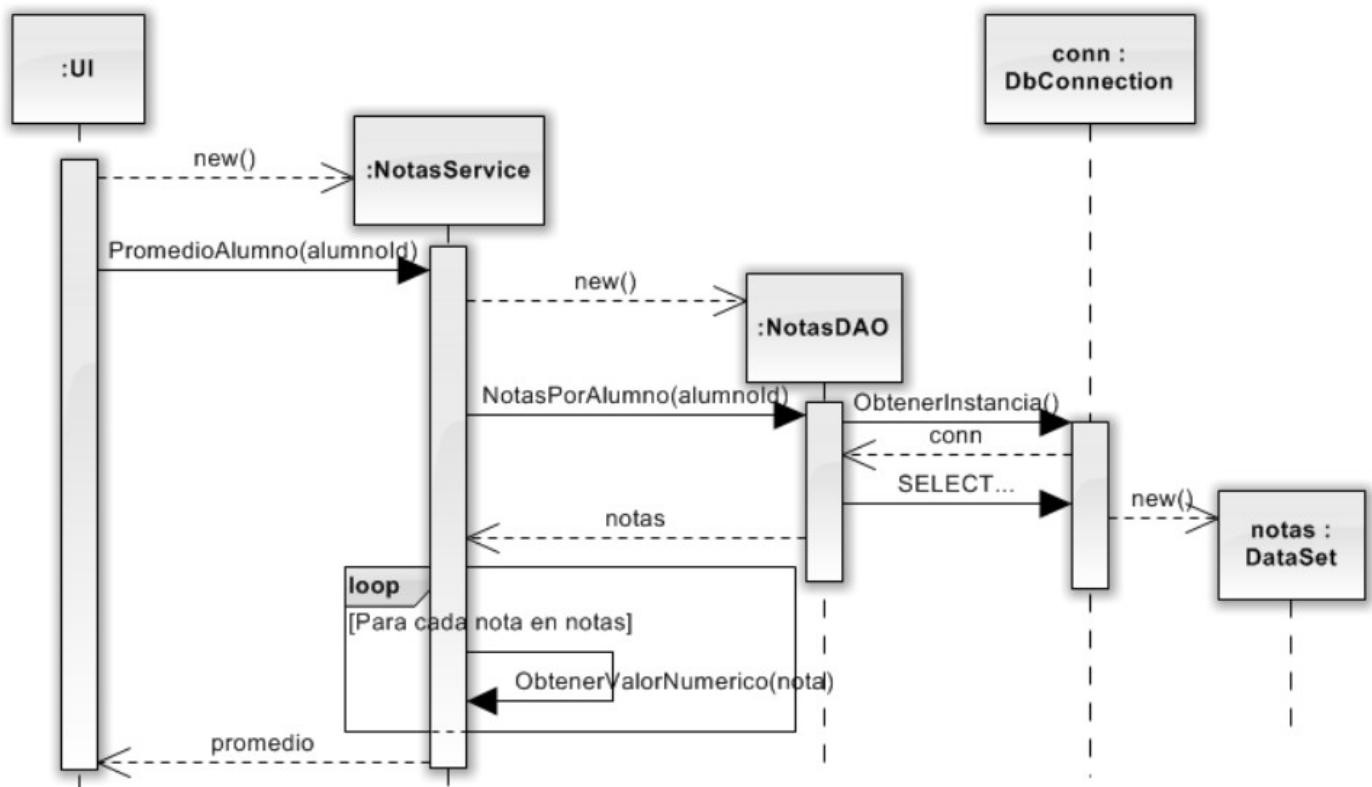 :UI
conn :
DbConnection
new()
:NotasService
PromedioAlumno(alumnoId)
new()
:NotasDAO
NotasPorAlumno(alumnoId)
ObtenerInstancia()
conn
SELECT...
new()
notas :
DataSet
notas
loop
[Para cada nota en notas]
ObtenerValorNumerico(nota)
promedio